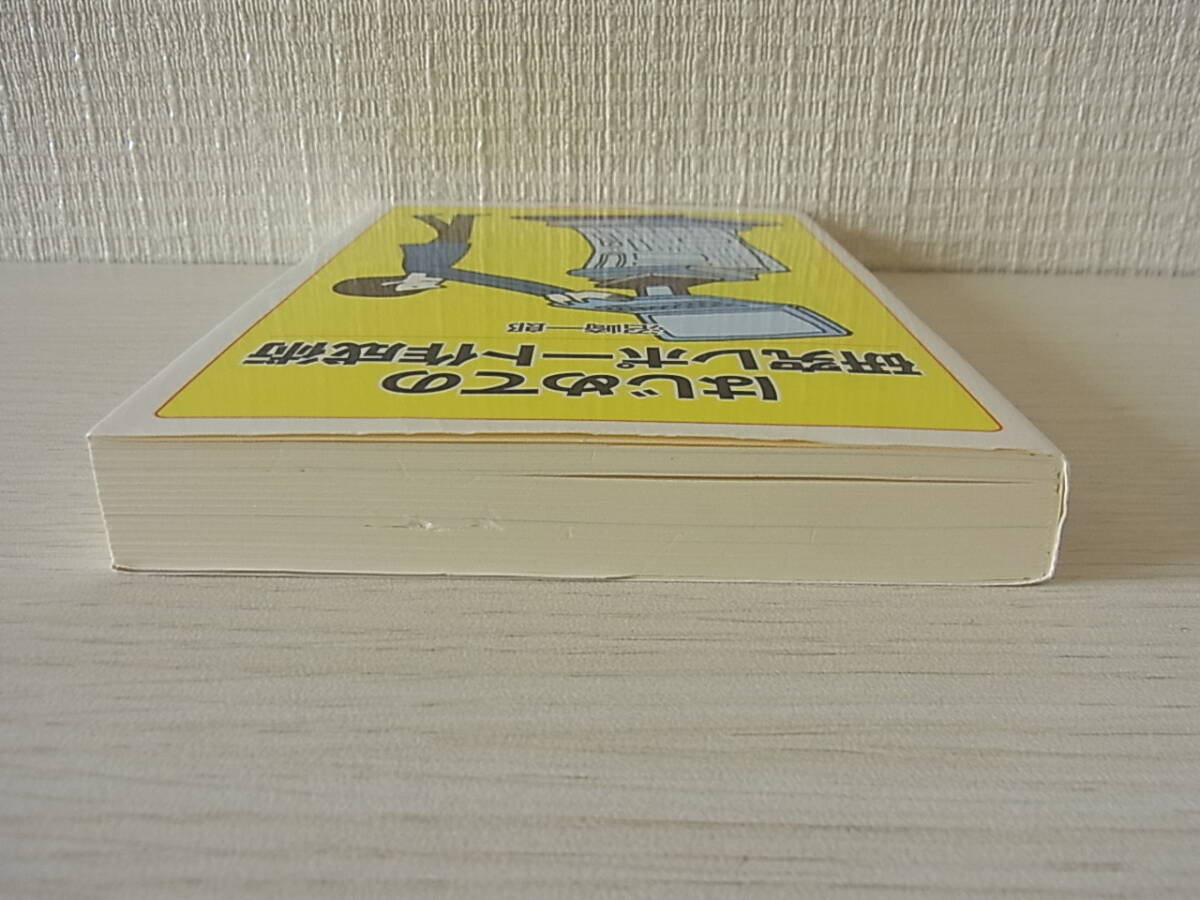 はじめての
研究レポート作成術
沼崎一郎